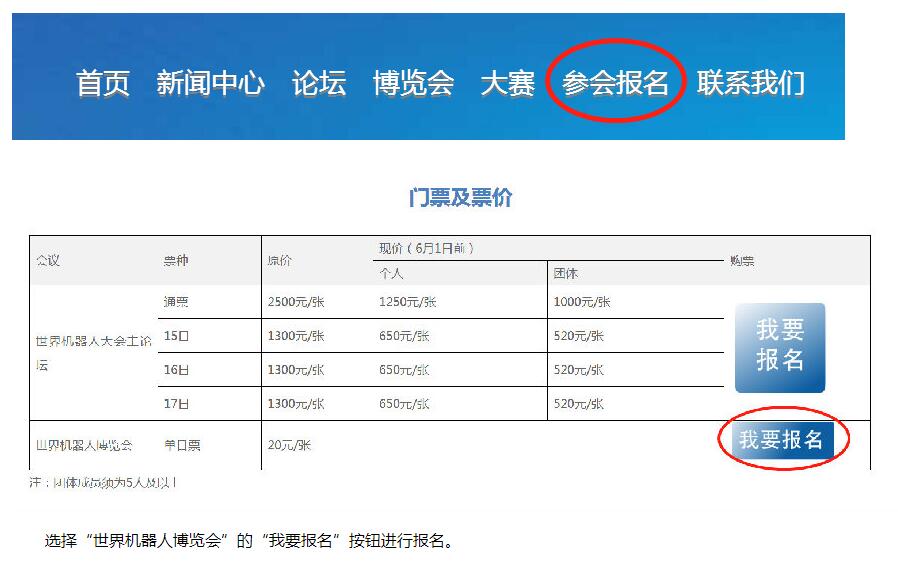 首页 新闻中心 论坛 博览会 大赛 参会报名 联系我们
门票及票价
会议 票种 原价 现价（6月1日前） 购票
个人 团体
世界机器人大会主论坛
通票 2500元/张 1250元/张 1000元/张
15日 1300元/张 650元/张 520元/张
16日 1300元/张 650元/张 520元/张
17日 1300元/张 650元/张 520元/张
我要
报名
世界机器人博览会 单日票 20元/张 我要报名
注：团体成员须为5人及以上
选择“世界机器人博览会”的“我要报名”按钮进行报名。